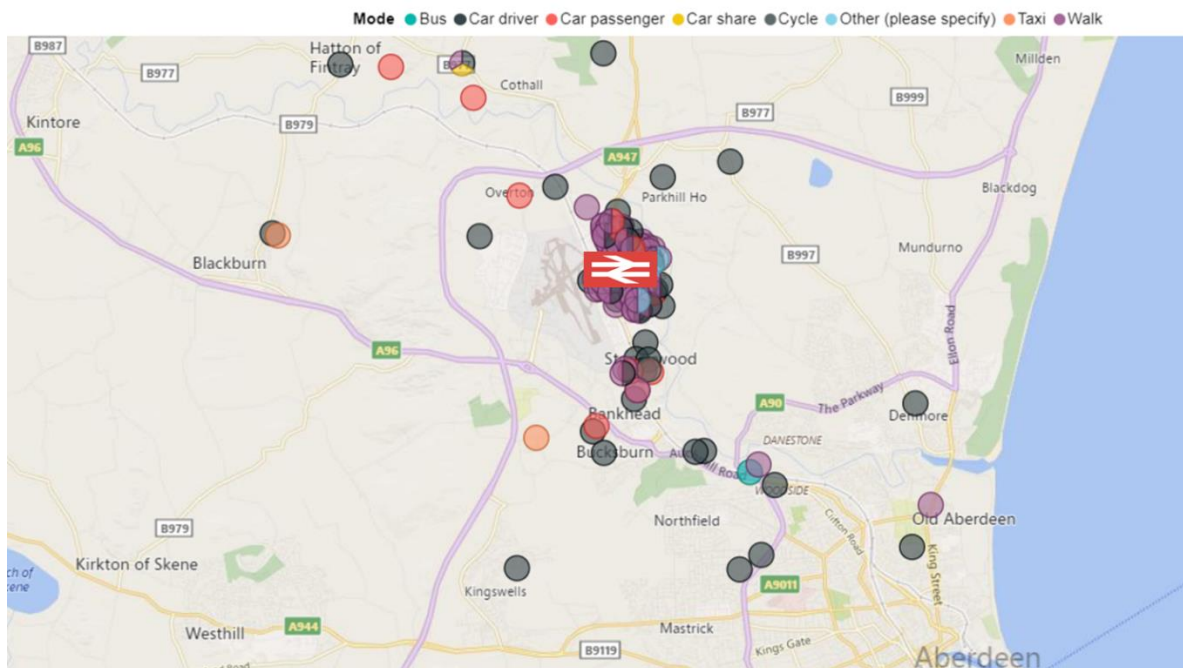 Mode Bus Car driver Car passenger Car share Cycle Other (please specify) Taxi Walk
B987
Hatton of
Fintray
B977
B977
Cothall
Millden
B999
Kintore
B979
B977
A96
A947
Overton
Parkhill Ho
Blackdog
Blackburn
B997
Mundurno
Ellon Road
A96
The Parkway
A90
Denmore
Bankhead
DANESTONE
Bucksburn
Road
WOODSIDE
B979
Northfield
Old Aberdeen
Clifton Road
Kirkton of Skene
King Street
Kingswells
A9011
A944
Westhill
Mastrick
Kings Gate
B9119
Aberdeen